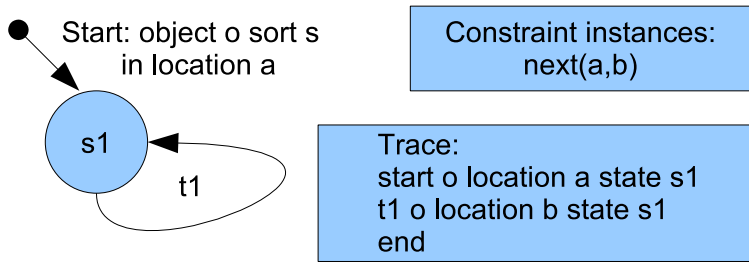 Start: object o sort s
in location a
s1
t1
Constraint instances:
next(a,b)
Trace:
start o location a state s1
t1 o location b state s1
end